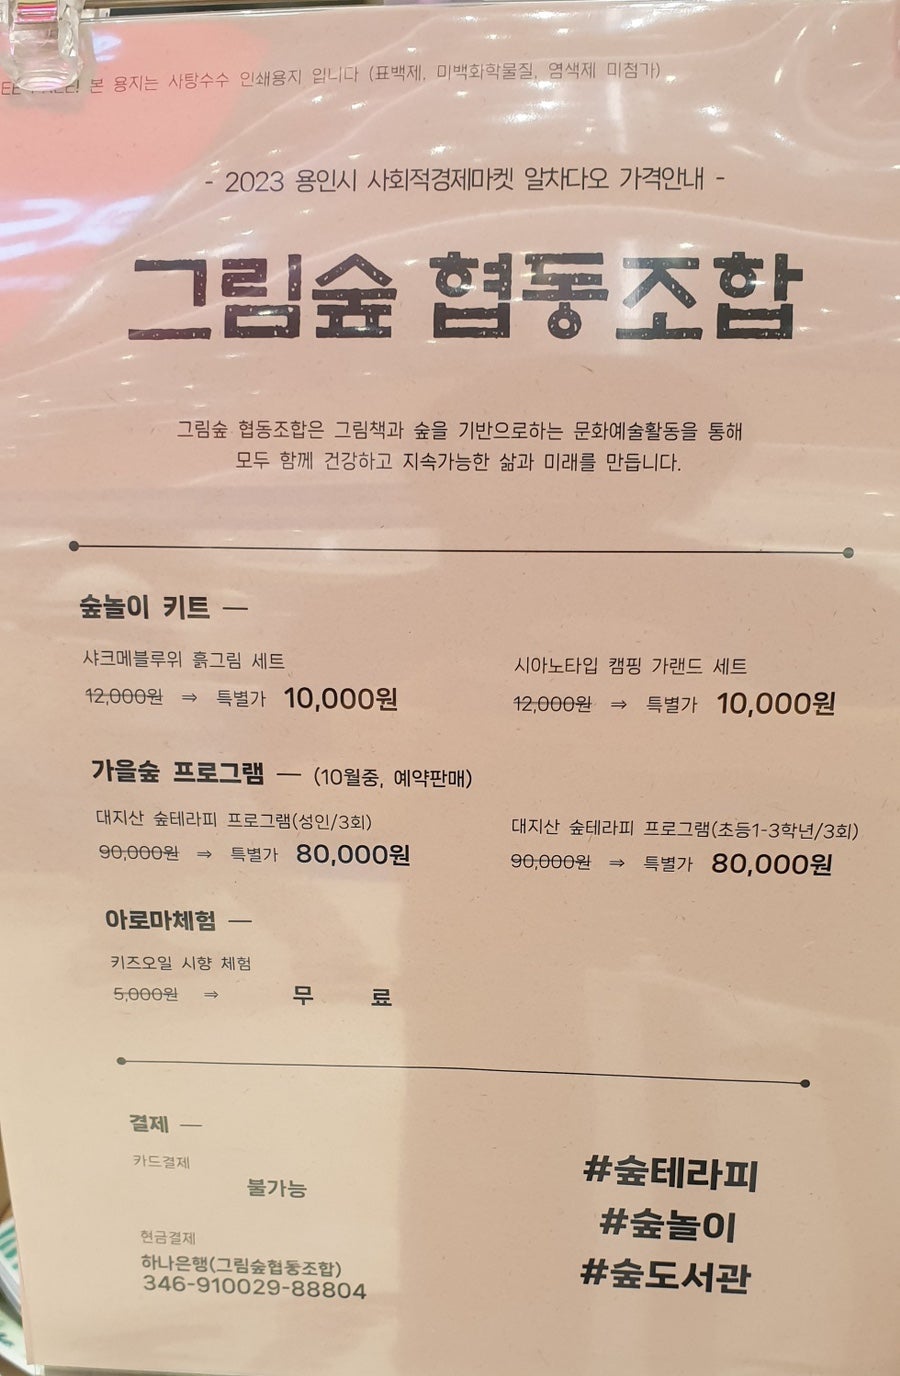 본 용지는 사탕수수 인쇄용지 입니다 (표백제, 미백화학물질, 염색제 미첨가)
- 2023 용인시 사회적경제마켓 알차다오 가격안내 -
그림숲 협동조합
그림숲 협동조합은 그림책과 숲을 기반으로하는 문화예술활동을 통해
모두 함께 건강하고 지속가능한 삶과 미래를 만듭니다.
숲놀이 키트 —
샤크메블루위 흙그림 세트
12,000원 ⇒ 특별가 10,000원
시아노타입 캠핑 가랜드 세트
12,000원 ⇒ 특별가 10,000원
가을숲 프로그램 — (10월중, 예약판매)
대지산 숲테라피 프로그램(성인/3회)
90,000원 ⇒ 특별가 80,000원
대지산 숲테라피 프로그램(초등1-3학년/3회)
90,000원 ⇒ 특별가 80,000원
아로마체험 —
키즈오일 시향 체험
5,000원 ⇒ 무 료
결제 —
카드결제
불가능
현금결제
하나은행(그림숲협동조합)
346-910029-88804
#숲테라피
#숲놀이
#숲도서관